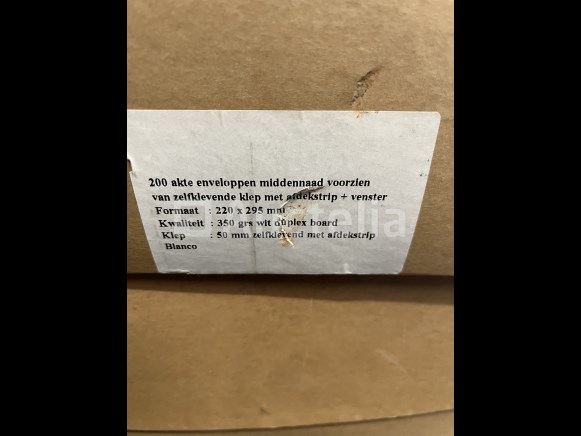 200 akte enveloppen middennaad voorzien
van zelfklevende klep met afdekstrip + venster
Formaat : 220 x 295 mm
Kwaliteit : 350 grs wit duplex board
Klep : 50 mm zelfklevend met afdekstrip
Blanco